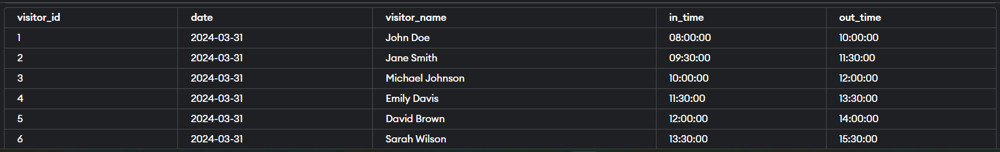 visitor_id date visitor_name in_time out_time
1 2024-03-31 John Doe 08:00:00 10:00:00
2 2024-03-31 Jane Smith 09:30:00 11:30:00
3 2024-03-31 Michael Johnson 10:00:00 12:00:00
4 2024-03-31 Emily Davis 11:30:00 13:30:00
5 2024-03-31 David Brown 12:00:00 14:00:00
6 2024-03-31 Sarah Wilson 13:30:00 15:30:00